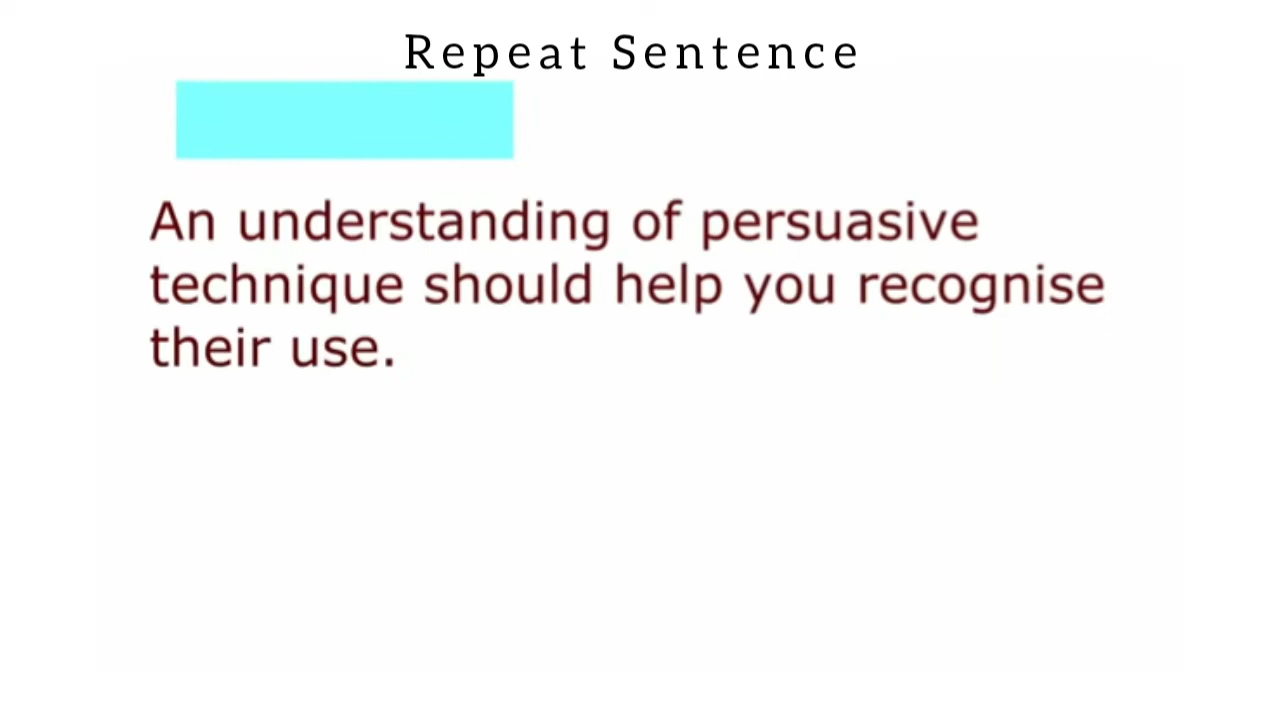 Repeat Sentence
An understanding of persuasive
technique should help you recognise
their use.